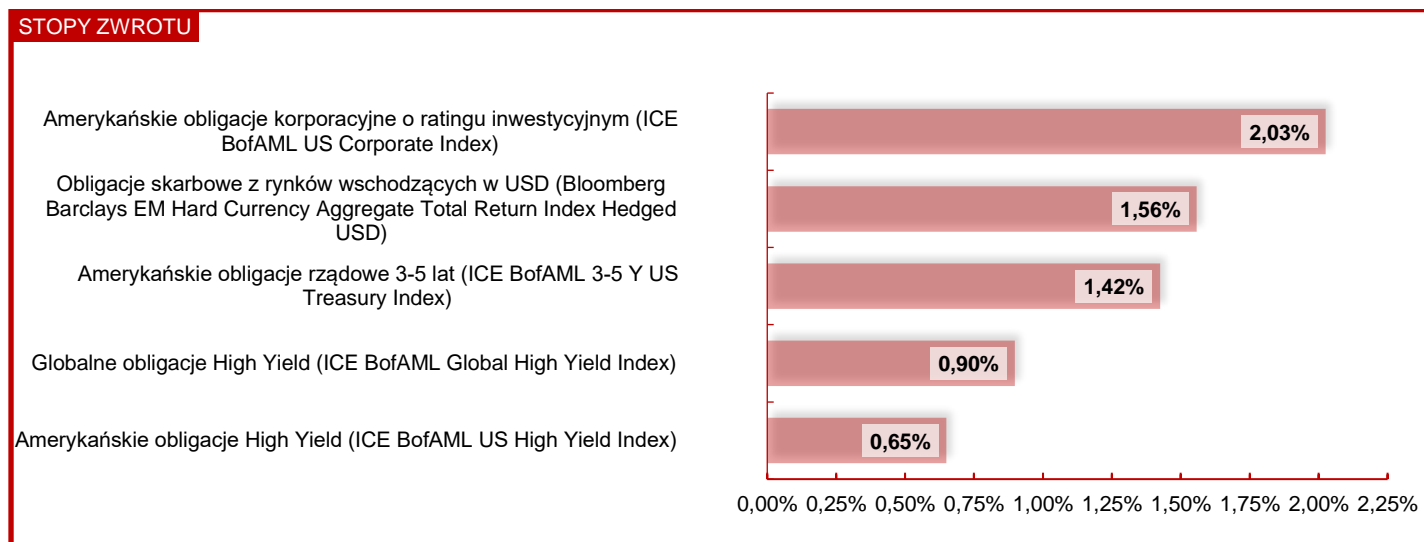 STOPY ZWROTU
Amerykańskie obligacje korporacyjne o ratingu inwestycyjnym (ICE
BofAML US Corporate Index)
2,03%
Obligacje skarbowe z rynków wschodzących w USD (Bloomberg
Barclays EM Hard Currency Aggregate Total Return Index Hedged
USD)
1,56%
Amerykańskie obligacje rządowe 3-5 lat (ICE BofAML 3-5 Y US
Treasury Index)
1,42%
Globalne obligacje High Yield (ICE BofAML Global High Yield Index)
0,90%
Amerykańskie obligacje High Yield (ICE BofAML US High Yield Index)
0,65%
0,00% 0,25% 0,50% 0,75% 1,00% 1,25% 1,50% 1,75% 2,00% 2,25%